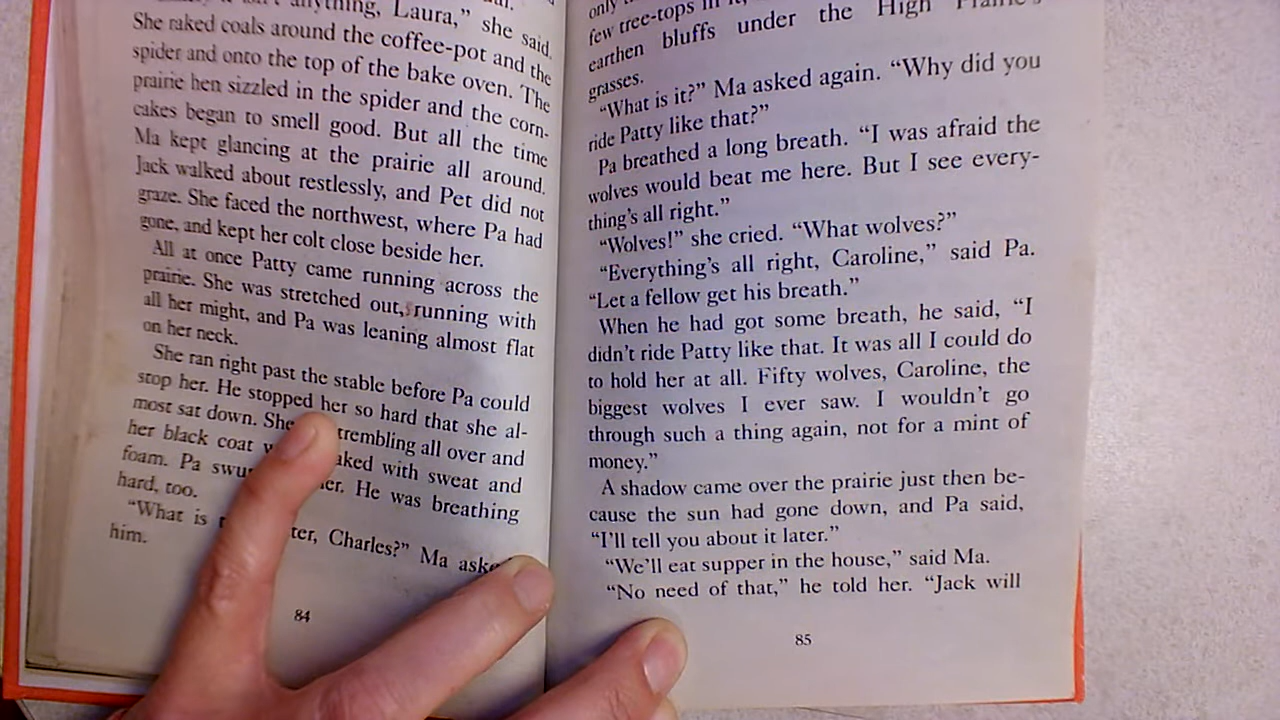 anything, Laura,” she said.
She raked coals around the coffee-pot and the
spider and onto the top of the bake oven. The
prairie hen sizzled in the spider and the corn-
cakes began to smell good. But all the time
Ma kept glancing at the prairie all around.
Jack walked about restlessly, and Pet did not
graze. She faced the northwest, where Pa had
gone, and kept her colt close beside her.
All at once Patty came running across the
prairie. She was stretched out, running with
all her might, and Pa was leaning almost flat
on her neck.
She ran right past the stable before Pa could
stop her. He stopped her so hard that she al-
most sat down. She trembling all over and
her black coat with sweat and
foam. Pa He was breathing
hard, too.
“What is Charles?” Ma
him.
84
only
few tree-tops in it,
earthen bluffs under the High
grasses.
“What is it?” Ma asked again. “Why did you
ride Patty like that?”
Pa breathed a long breath. “I was afraid the
wolves would beat me here. But I see every-
thing’s all right.”
“Wolves!” she cried. “What wolves?”
“Everything’s all right, Caroline,” said Pa.
“Let a fellow get his breath.”
When he had got some breath, he said, “I
didn’t ride Patty like that. It was all I could do
to hold her at all. Fifty wolves, Caroline, the
biggest wolves I ever saw. I wouldn’t go
through such a thing again, not for a mint of
money.”
A shadow came over the prairie just then be-
cause the sun had gone down, and Pa said,
“I’ll tell you about it later.”
“We’ll eat supper in the house,” said Ma.
“No need of that,” he told her. “Jack will
85